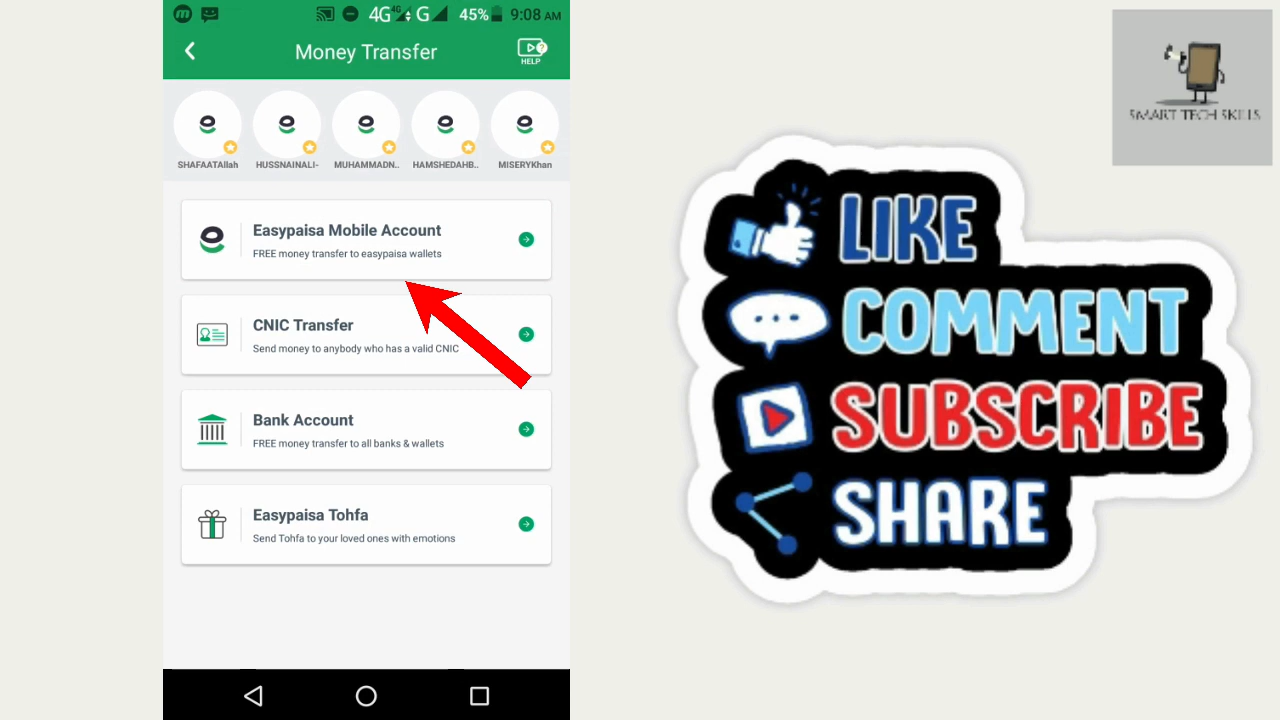 4G 4G G 45% 9:08 AM
Money Transfer
HELP
SHAFAATAllah HUSSNAINALI- MUHAMMADN.. HAMSHEDAHB.. MISERYKhan
Easypaisa Mobile Account
FREE money transfer to easypaisa wallets
CNIC Transfer
Send money to anybody who has a valid CNIC
Bank Account
FREE money transfer to all banks & wallets
Easypaisa Tohfa
Send Tohfa to your loved ones with emotions
SMART TECH SKILLS
LIKE
COMMENT
SUBSCRIBE
SHARE